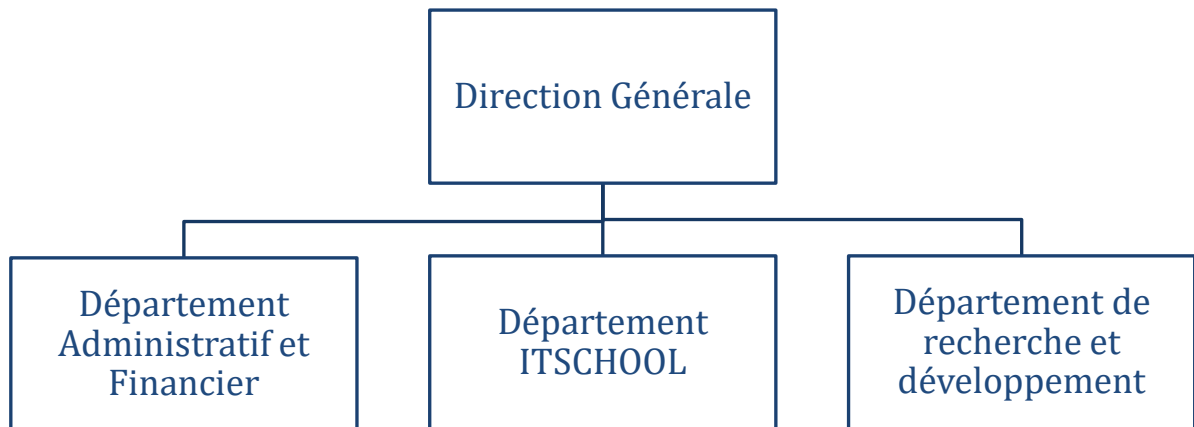 Direction Générale
Département
Administratif et
Financier
Département
ITSCHOOL
Département de
recherche et
développement